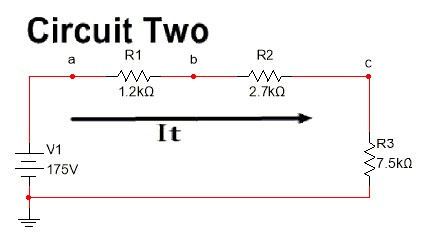 Circuit Two
R1 R2
a b c
1.2kΩ 2.7kΩ
It
V1
175V
R3
7.5kΩ